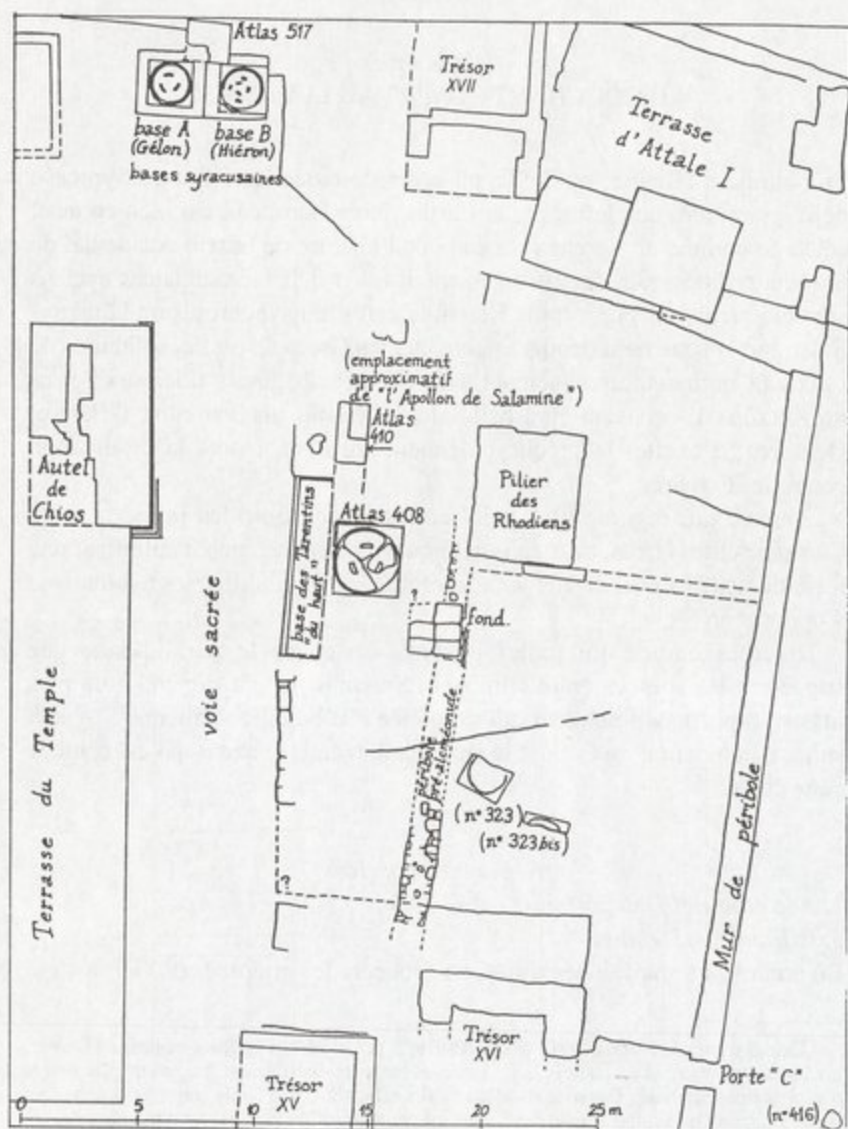 Atlas 517
base A
(Gélon)
base B
(Hiéron)
bases syracusaines
Trésor
XVII
Terrasse
d'Attale I
(emplacement
approximatif
de "l'Apollon de Salamine")
Atlas
410
Autel
de
Chios
Atlas 408
Pilier
des
Rhodiens
"base des Tarentins
du haut"
voie sacrée
?
fond.
Terrasse du Temple
péribole
pré-alcméonide
(n° 323)
(n° 323 bis)
Mur de péribole
?
Trésor
XV
Trésor
XVI
Porte "C"
(n° 416)
0 5 10 15 20 25 m